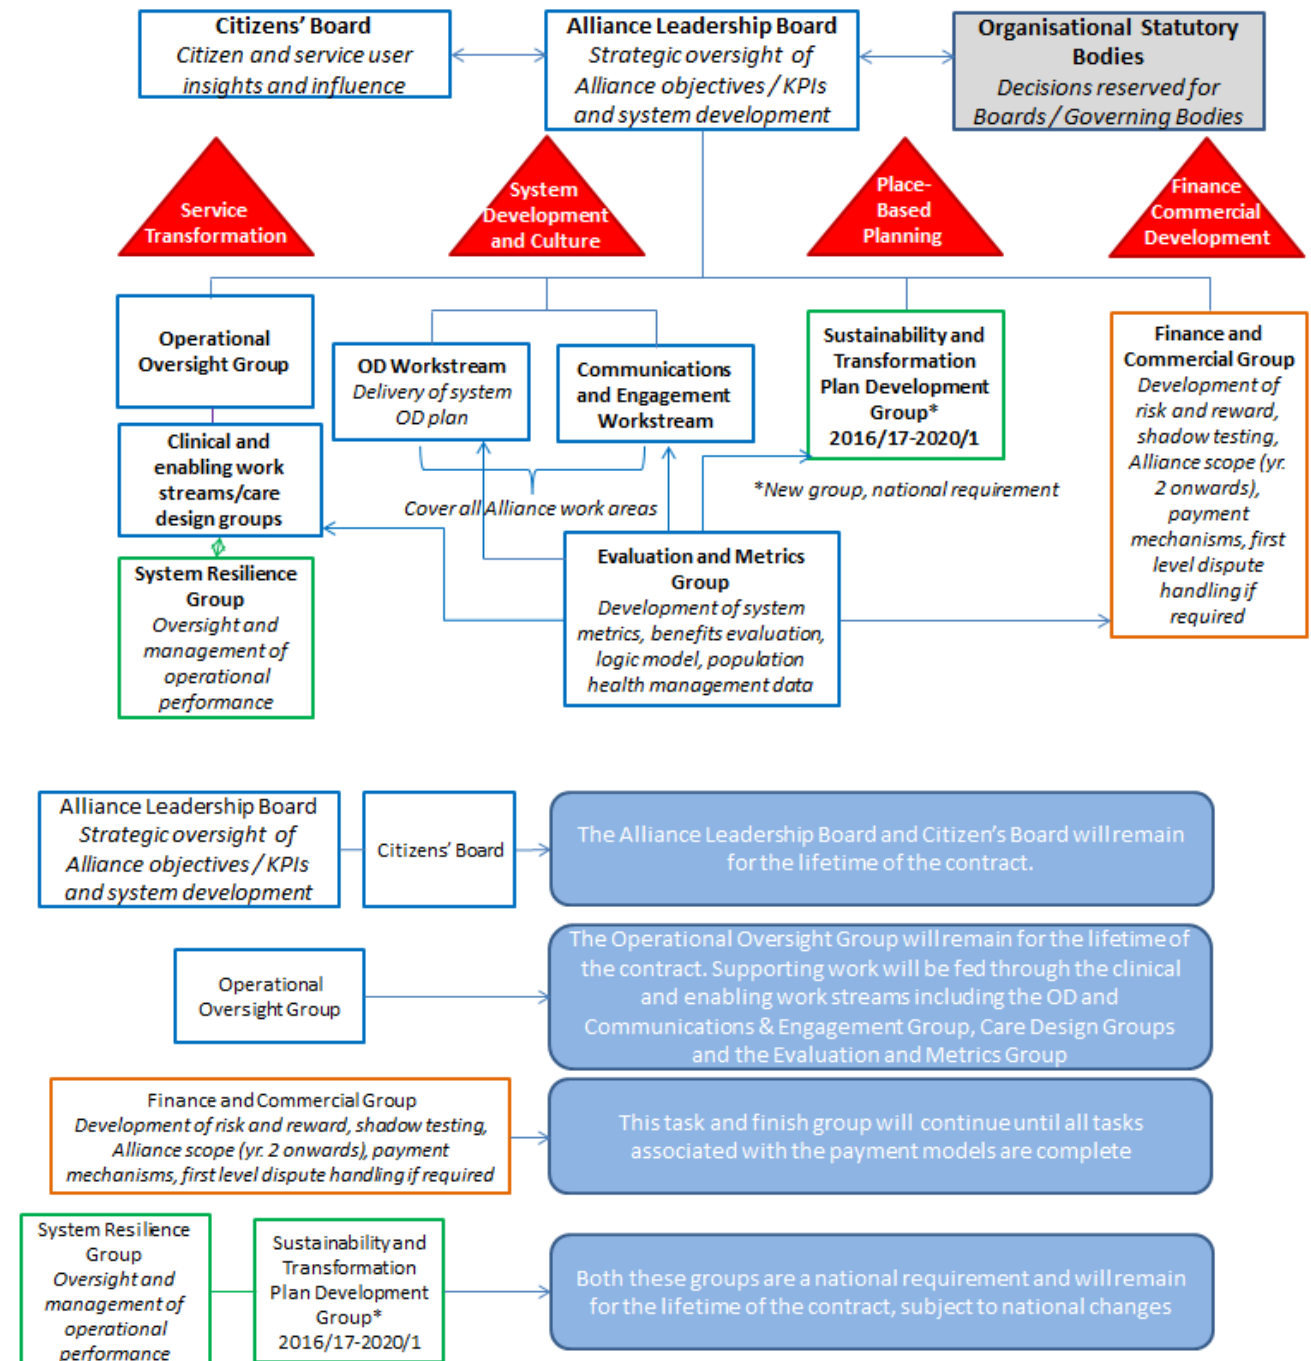 Citizens' Board
Citizen and service user
insights and influence
Alliance Leadership Board
Strategic oversight of
Alliance objectives / KPIs
and system development
Organisational Statutory
Bodies
Decisions reserved for
Boards / Governing Bodies
Service
Transformation
System
Development
and Culture
Place-
Based
Planning
Finance
Commercial
Development
Operational
Oversight Group
OD Workstream
Delivery of system
OD plan
Communications
and Engagement
Workstream
Sustainability and
Transformation
Plan Development
Group*
2016/17-2020/1
Finance and
Commercial Group
Development of
risk and reward,
shadow testing,
Alliance scope (yr.
2 onwards),
payment
mechanisms, first
level dispute
handling if
required
Clinical and
enabling work
streams/care
design groups
Cover all Alliance work areas
*New group, national requirement
System Resilience
Group
Oversight and
management of
operational
performance
Evaluation and Metrics
Group
Development of system
metrics, benefits evaluation,
logic model, population
health management data
Alliance Leadership Board
Strategic oversight of
Alliance objectives / KPIs
and system development
Citizens' Board
The Alliance Leadership Board and Citizen's Board will remain
for the lifetime of the contract.
Operational
Oversight Group
The Operational Oversight Group will remain for the lifetime of
the contract. Supporting work will be fed through the clinical
and enabling work streams including the OD and
Communications & Engagement Group, Care Design Groups
and the Evaluation and Metrics Group
Finance and Commercial Group
Development of risk and reward, shadow testing,
Alliance scope (yr. 2 onwards), payment
mechanisms, first level dispute handling if required
This task and finish group will continue until all tasks
associated with the payment models are complete
System Resilience
Group
Oversight and
management of
operational
performance
Sustainability and
Transformation
Plan Development
Group*
2016/17-2020/1
Both these groups are a national requirement and will remain
for the lifetime of the contract, subject to national changes